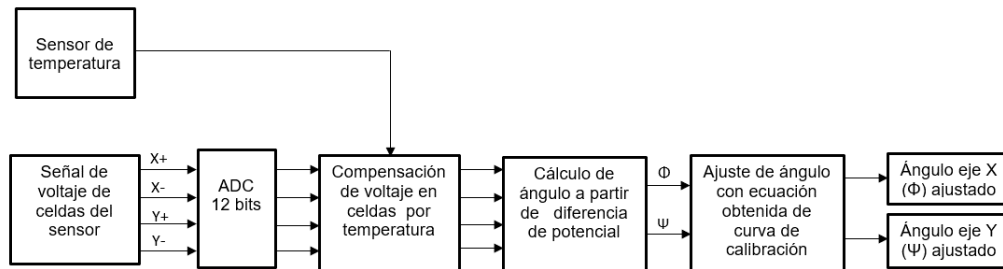 Sensor de
temperatura
Señal de
voltaje de
celdas del
sensor
X+
X-
Y+
Y-
ADC
12 bits
Compensación
de voltaje en
celdas por
temperatura
Cálculo de
ángulo a partir
de diferencia
de potencial
Φ
Ψ
Ajuste de ángulo
con ecuación
obtenida de
curva de
calibración
Ángulo eje X
(Φ) ajustado
Ángulo eje Y
(Ψ) ajustado